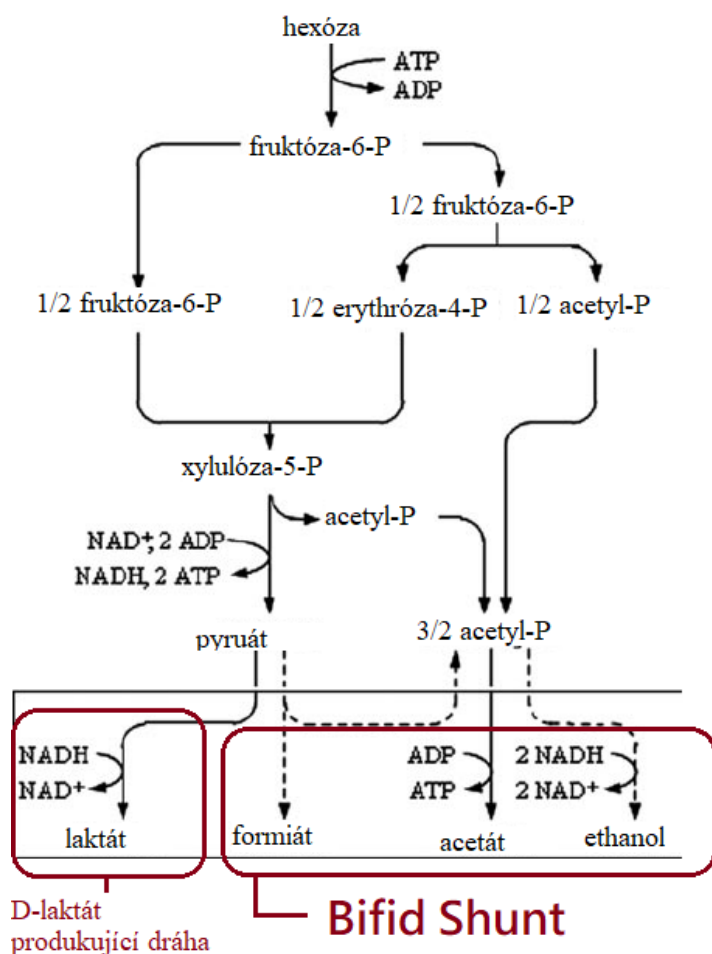 hexóza
ATP
ADP
fruktóza-6-P
1/2 fruktóza-6-P
1/2 fruktóza-6-P
1/2 erythróza-4-P
1/2 acetyl-P
xylulóza-5-P
acetyl-P
NAD+, 2 ADP
NADH, 2 ATP
pyruát
3/2 acetyl-P
NADH
NAD+
ADP
ATP
2 NADH
2 NAD+
laktát
formiát
acetát
ethanol
D-laktát
produkující dráha
Bifid Shunt